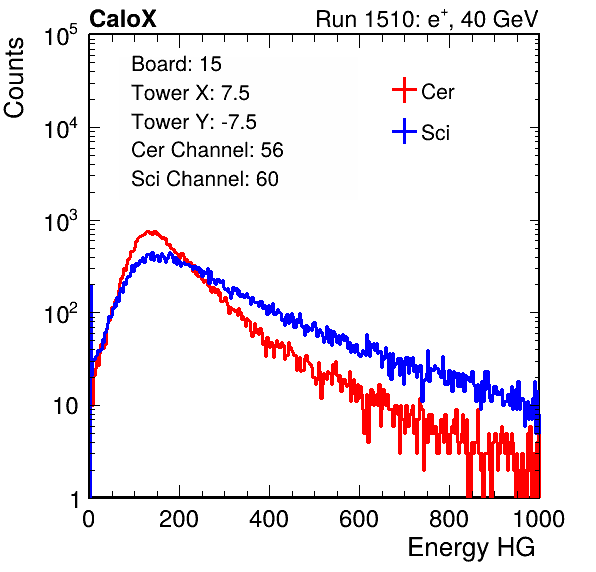 CaloX Run 1510: e⁺, 40 GeV
Counts
Board: 15
Tower X: 7.5
Tower Y: -7.5
Cer Channel: 56
Sci Channel: 60
Cer
Sci
10⁵
10⁴
10³
10²
10
1
0 200 400 600 800 1000
Energy HG